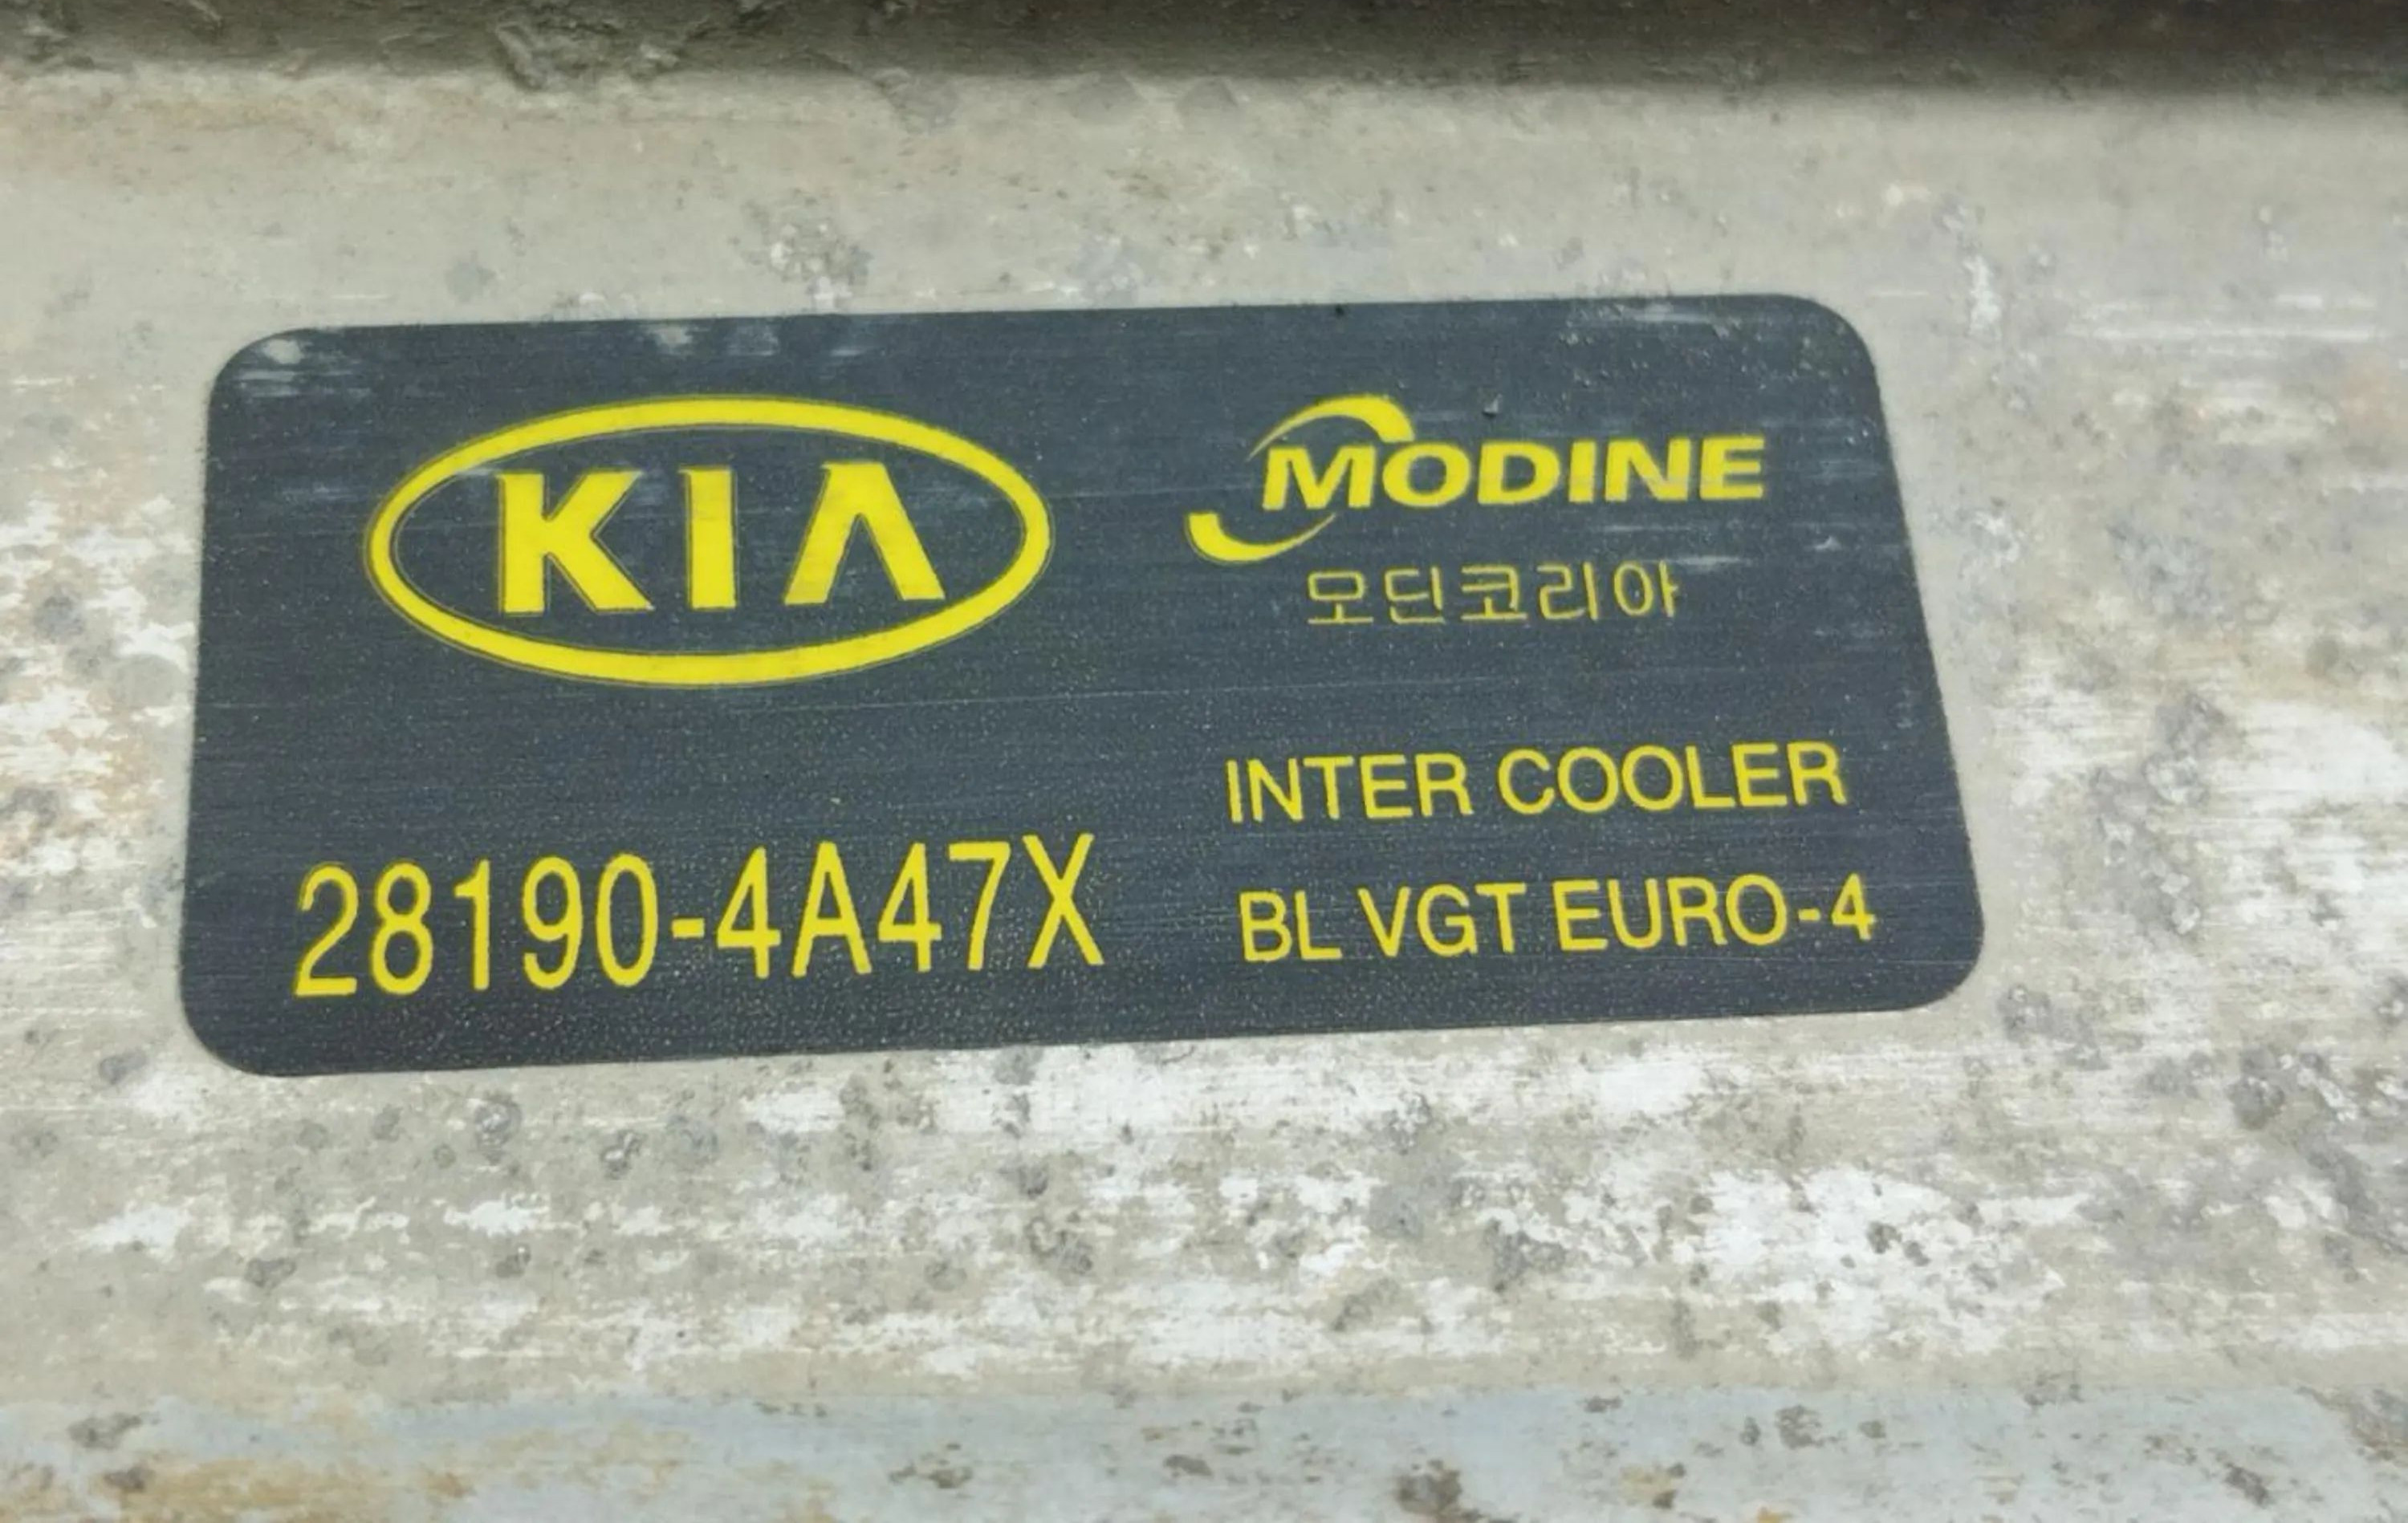 KIA
MODINE
모딘코리아
INTER COOLER
28190-4A47X
BL VGT EURO-4